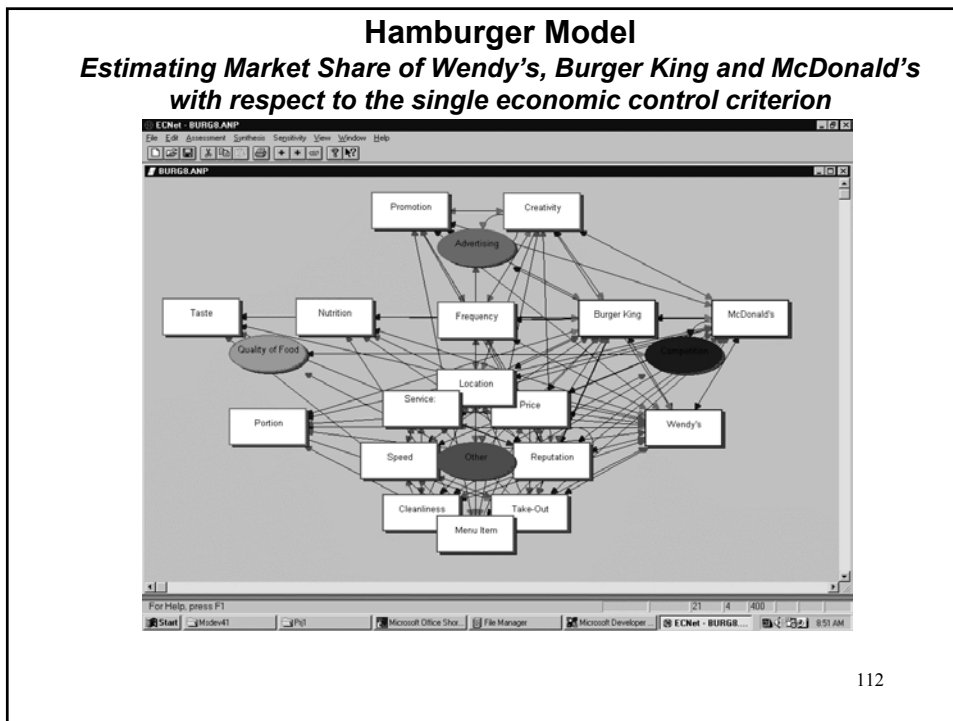 Hamburger Model
Estimating Market Share of Wendy's, Burger King and McDonald's
with respect to the single economic control criterion
ECNet - BURG8.ANP
File Edit Assessment Synthesis Sensitivity View Window Help
BURG8.ANP
Promotion
Creativity
Advertising
Taste
Nutrition
Frequency
Burger King
McDonald's
Quality of Food
Competition
Location
Service:
Price
Portion
Wendy's
Speed
Other
Reputation
Cleanliness
Take-Out
Menu Item
For Help, press F1
21 4 400
Start Msdev41 Prj1 Microsoft Office Shor... File Manager Microsoft Developer ... ECNet - BURG8.... 8:51 AM
112